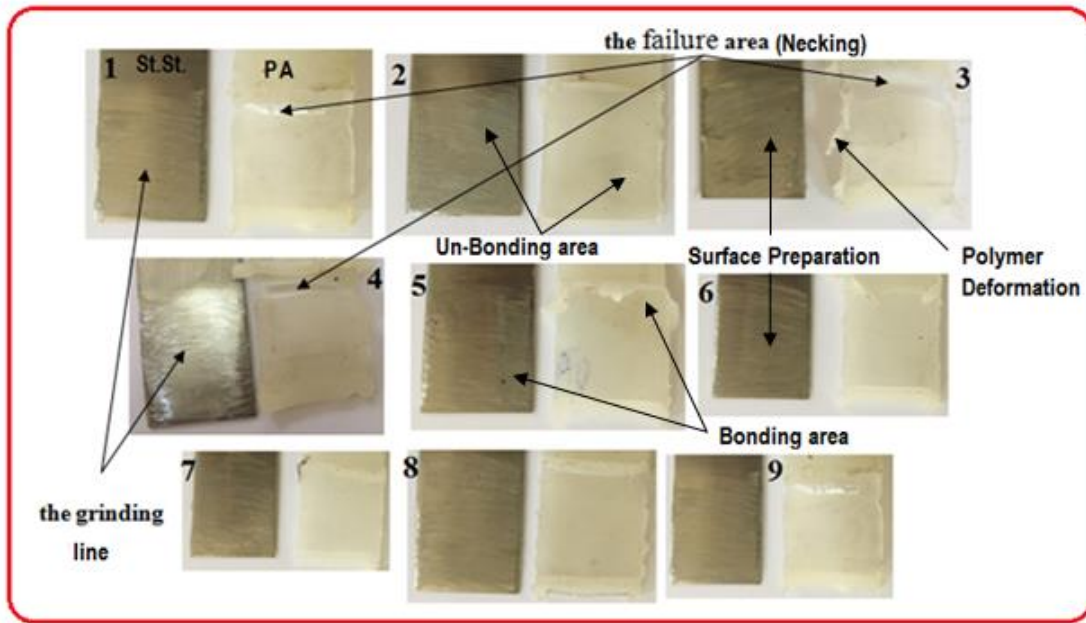 the failure area (Necking)
1 St.St. PA
2
3
Un-Bonding area
Surface Preparation
Polymer
Deformation
4
5
6
Bonding area
7
8
9
the grinding
line